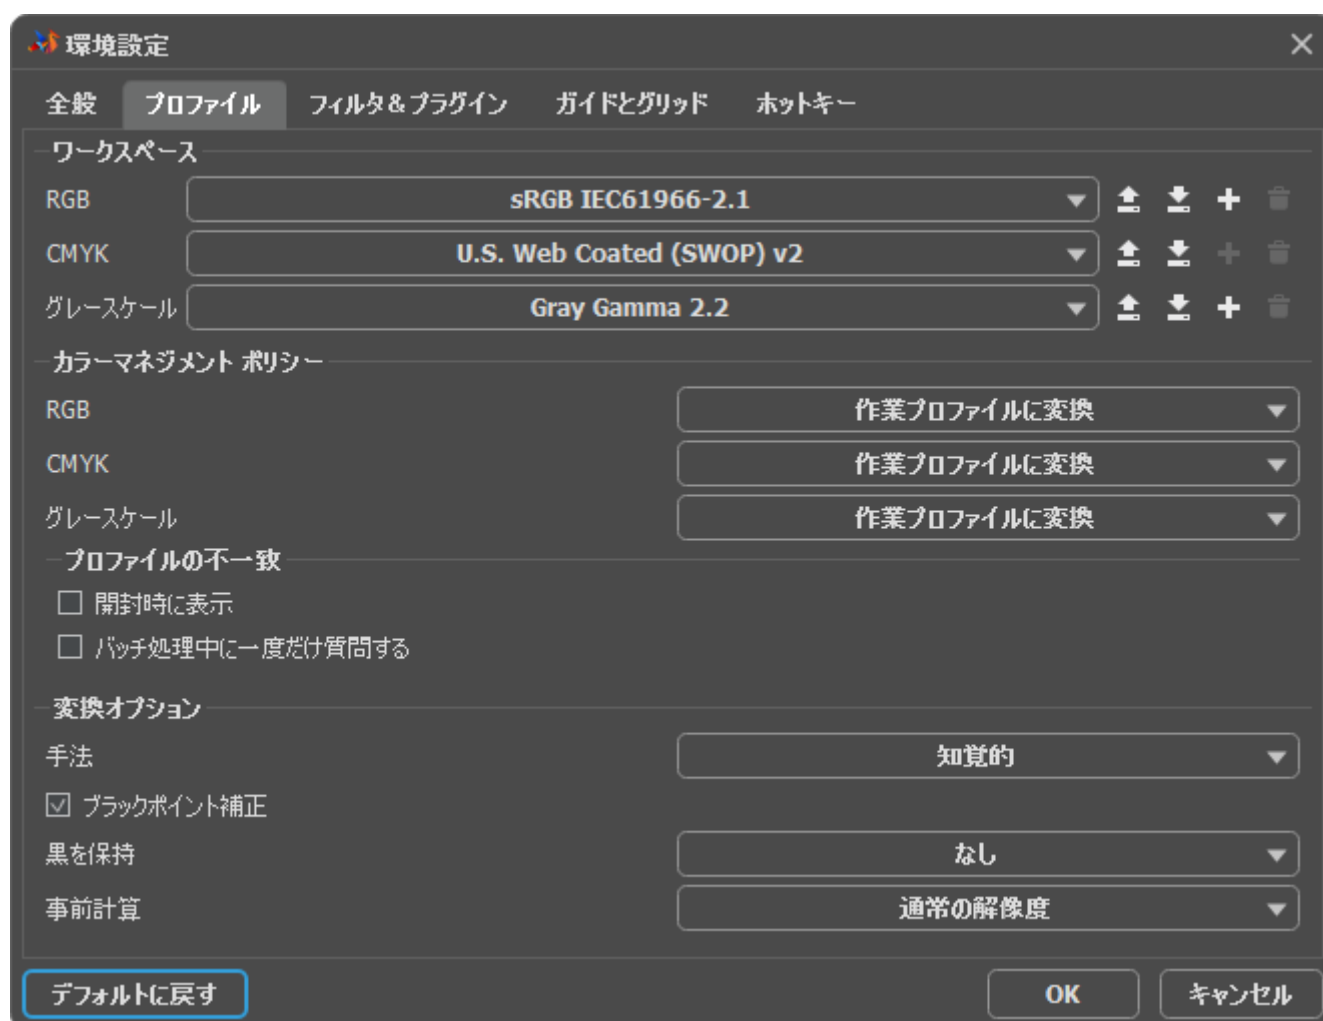 環境設定
全般 プロファイル フィルタ＆プラグイン ガイドとグリッド ホットキー
ワークスペース
RGB sRGB IEC61966-2.1
CMYK U.S. Web Coated (SWOP) v2
グレースケール Gray Gamma 2.2
カラーマネジメント ポリシー
RGB 作業プロファイルに変換
CMYK 作業プロファイルに変換
グレースケール 作業プロファイルに変換
プロファイルの不一致
開封時に表示
バッチ処理中に一度だけ質問する
変換オプション
手法 知覚的
ブラックポイント補正
黒を保持 なし
事前計算 通常の解像度
デフォルトに戻す OK キャンセル